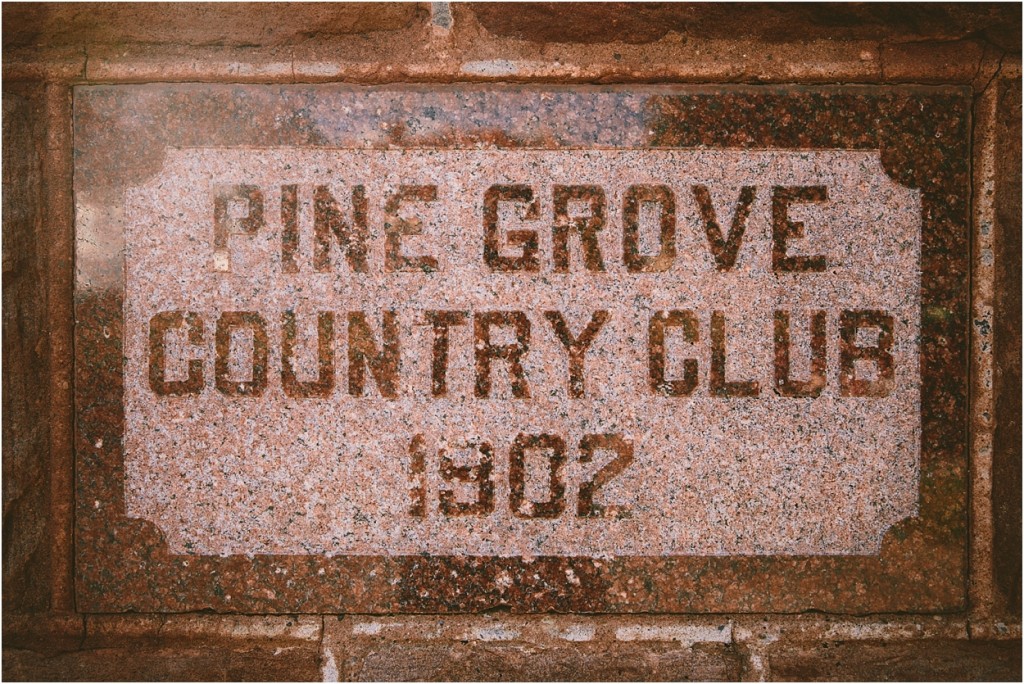 PINE GROVE
COUNTRY CLUB
1902